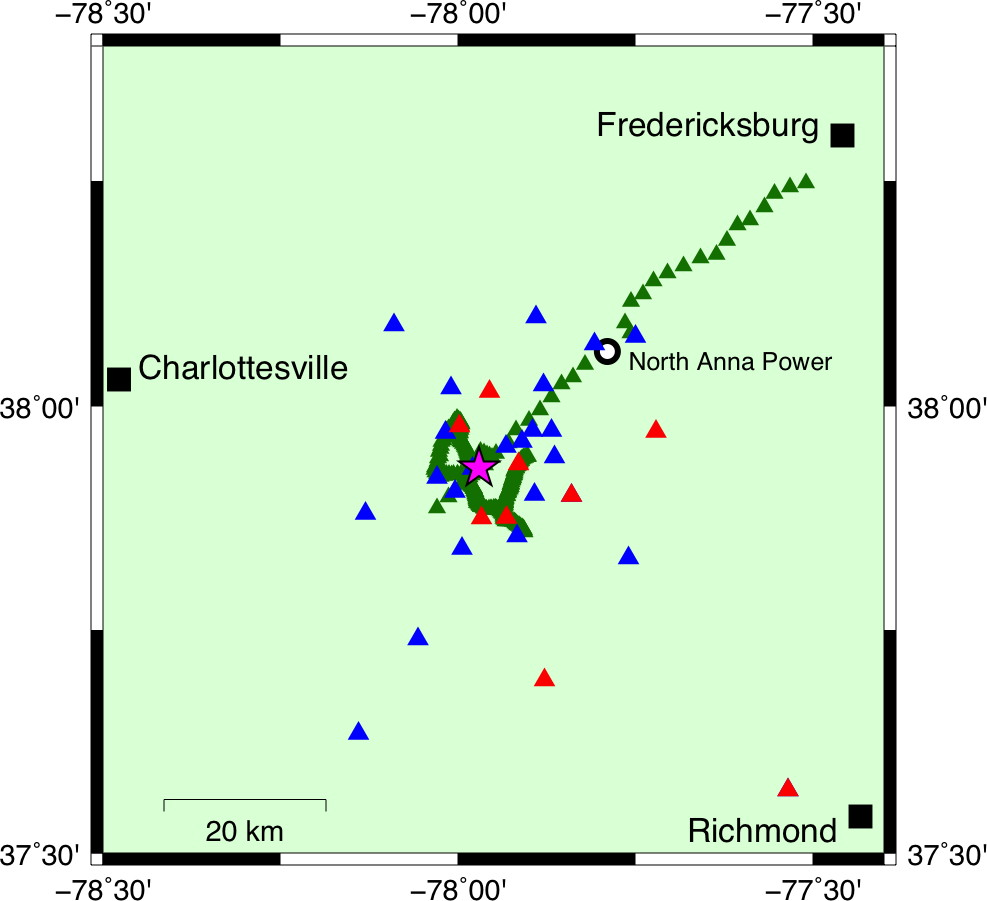 −78˚30' −78˚00' −77˚30'
Fredericksburg
North Anna Power
Charlottesville
38˚00' 38˚00'
20 km
Richmond
37˚30' 37˚30'
−78˚30' −78˚00' −77˚30'